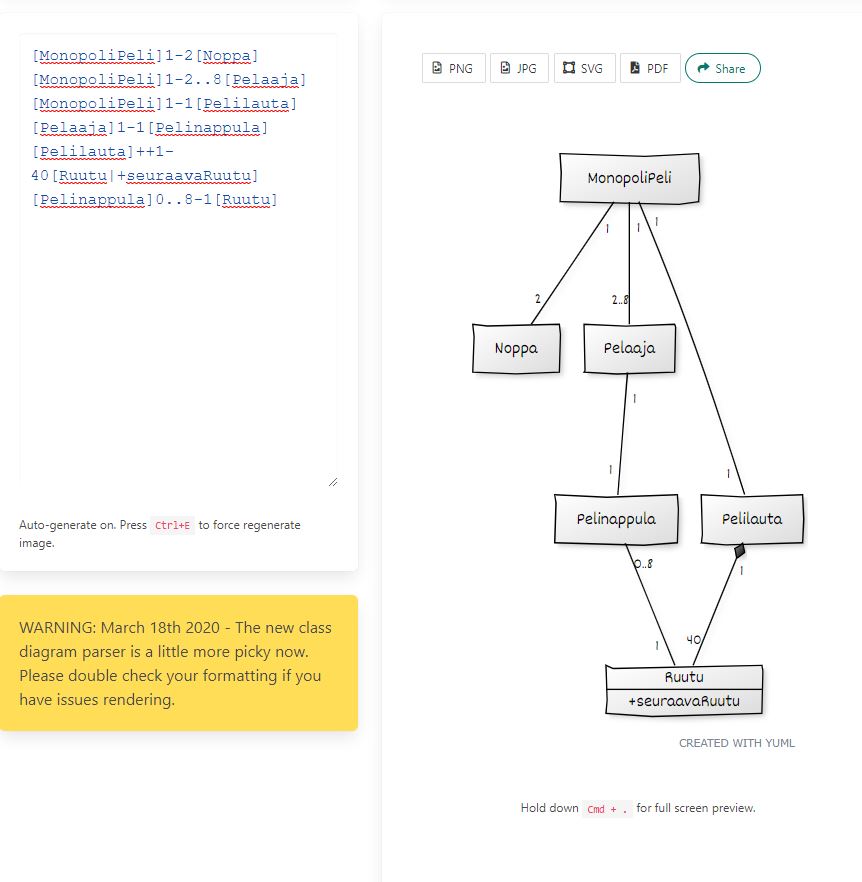 [MonopoliPeli]1-2[Noppa]
[MonopoliPeli]1-2..8[Pelaaja]
[MonopoliPeli]1-1[Pelilauta]
[Pelaaja]1-1[Pelinappula]
[Pelilauta]++1-
40[Ruutu|+seuraavaRuutu]
[Pelinappula]0..8-1[Ruutu]
Auto-generate on. Press Ctrl+E to force regenerate
image.
WARNING: March 18th 2020 - The new class
diagram parser is a little more picky now.
Please double check your formatting if you
have issues rendering.
PNG JPG SVG PDF Share
MonopoliPeli
1 1 1
2 2..8
Noppa Pelaaja
1
1 1
Pelinappula Pelilauta
0..8 1
1 40
Ruutu
+seuraavaRuutu
CREATED WITH YUML
Hold down Cmd + . for full screen preview.